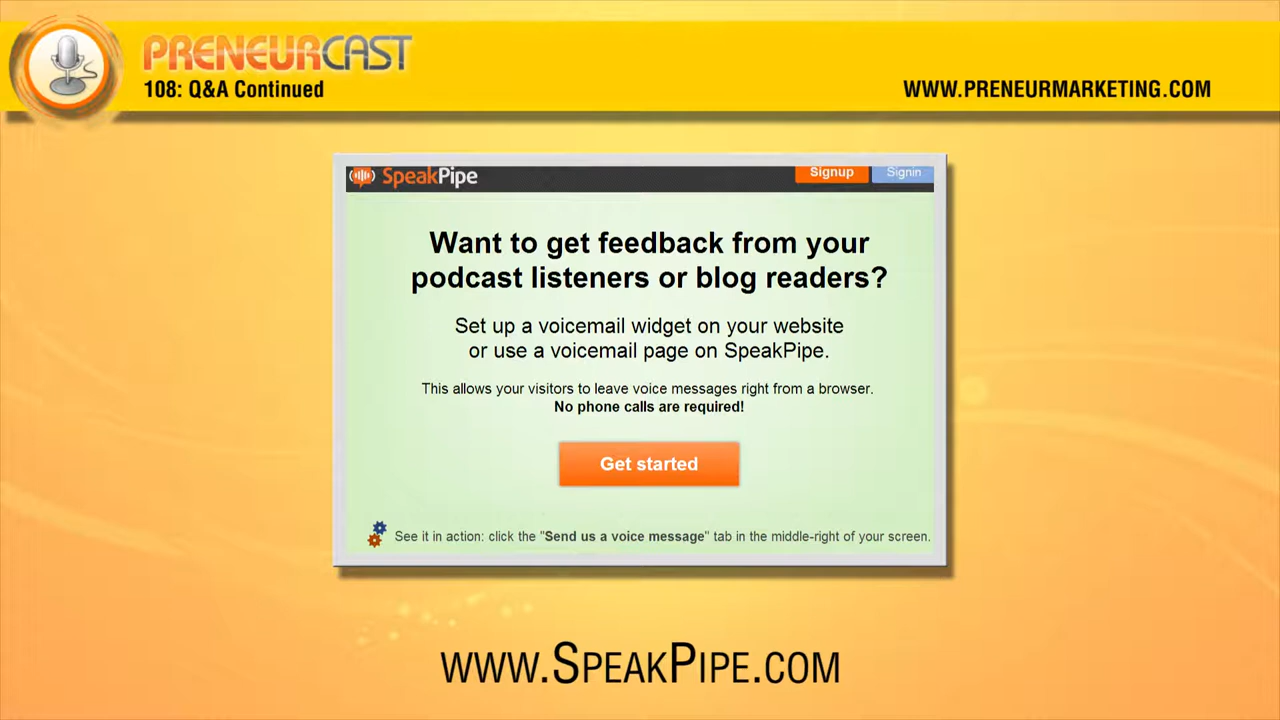 PRENEURCAST
108: Q&A Continued
WWW.PRENEURMARKETING.COM
SpeakPipe
Signup
Signin
Want to get feedback from your
podcast listeners or blog readers?
Set up a voicemail widget on your website
or use a voicemail page on SpeakPipe.
This allows your visitors to leave voice messages right from a browser.
No phone calls are required!
Get started
See it in action: click the "Send us a voice message" tab in the middle-right of your screen.
WWW.SPEAKPIPE.COM